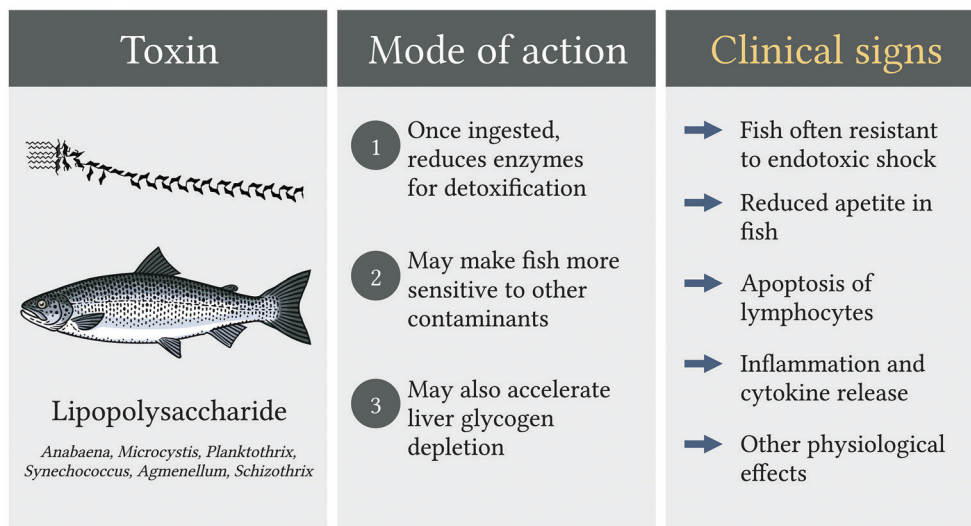 Toxin
Lipopolysaccharide
Anabaena, Microcystis, Planktothrix,
Synechococcus, Agmenellum, Schizothrix
Mode of action
1
Once ingested,
reduces enzymes
for detoxification
2
May make fish more
sensitive to other
contaminants
3
May also accelerate
liver glycogen
depletion
Clinical signs
Fish often resistant
to endotoxic shock
Reduced apetite in
fish
Apoptosis of
lymphocytes
Inflammation and
cytokine release
Other physiological
effects